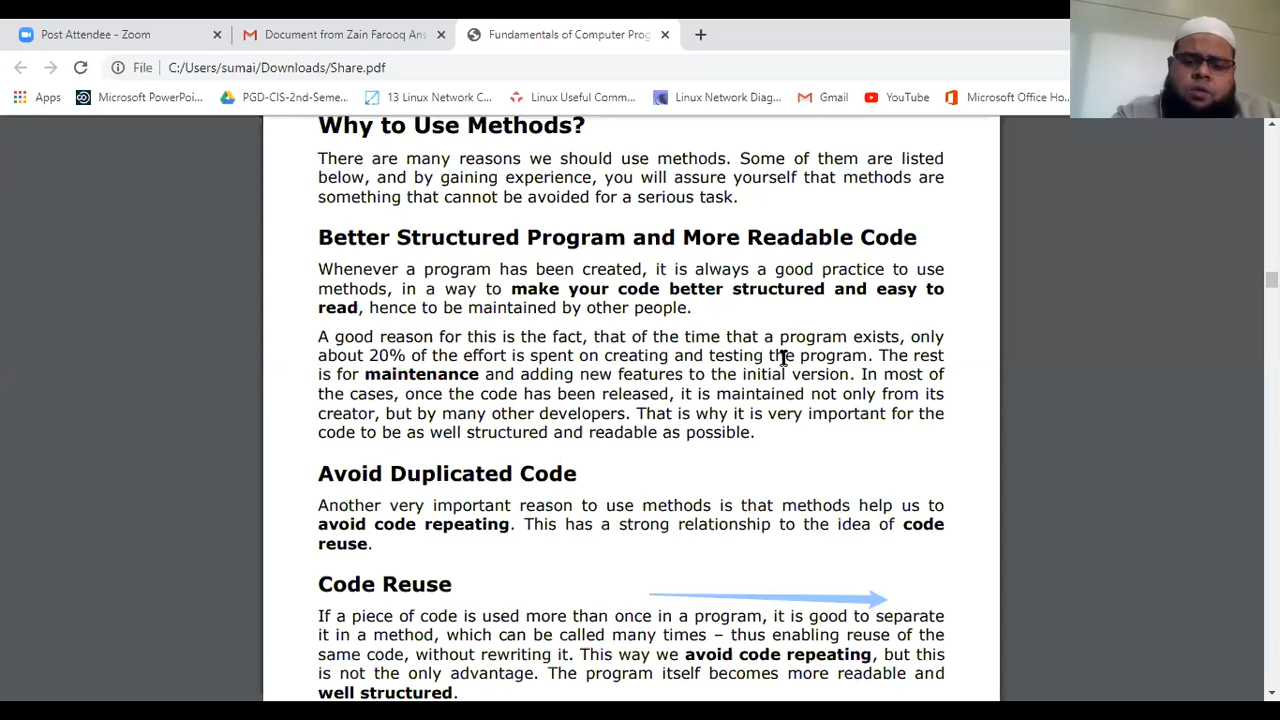 Post Attendee - Zoom
Document from Zain Farooq Ans
Fundamentals of Computer Prog
File C:/Users/sumai/Downloads/Share.pdf
Apps Microsoft PowerPoi... PGD-CIS-2nd-Seme... 13 Linux Network C... Linux Useful Comm... Linux Network Diag... Gmail YouTube Microsoft Office Ho
Why to Use Methods?
There are many reasons we should use methods. Some of them are listed
below, and by gaining experience, you will assure yourself that methods are
something that cannot be avoided for a serious task.
Better Structured Program and More Readable Code
Whenever a program has been created, it is always a good practice to use
methods, in a way to make your code better structured and easy to
read, hence to be maintained by other people.
A good reason for this is the fact, that of the time that a program exists, only
about 20% of the effort is spent on creating and testing the program. The rest
is for maintenance and adding new features to the initial version. In most of
the cases, once the code has been released, it is maintained not only from its
creator, but by many other developers. That is why it is very important for the
code to be as well structured and readable as possible.
Avoid Duplicated Code
Another very important reason to use methods is that methods help us to
avoid code repeating. This has a strong relationship to the idea of code
reuse.
Code Reuse
If a piece of code is used more than once in a program, it is good to separate
it in a method, which can be called many times – thus enabling reuse of the
same code, without rewriting it. This way we avoid code repeating, but this
is not the only advantage. The program itself becomes more readable and
well structured.